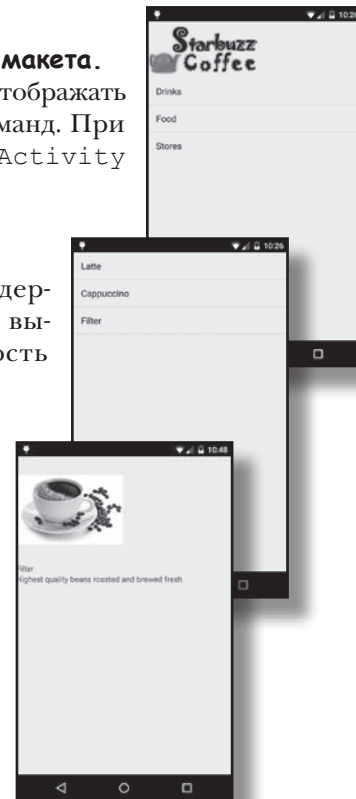 макета.
тображать
манд. При
Activity
дер-
вы-
ость
10:26
Starbuzz
Coffee
Drinks
Food
Stores
10:26
Latte
Cappuccino
Filter
10:48
Filter
Highest quality beans roasted and brewed fresh